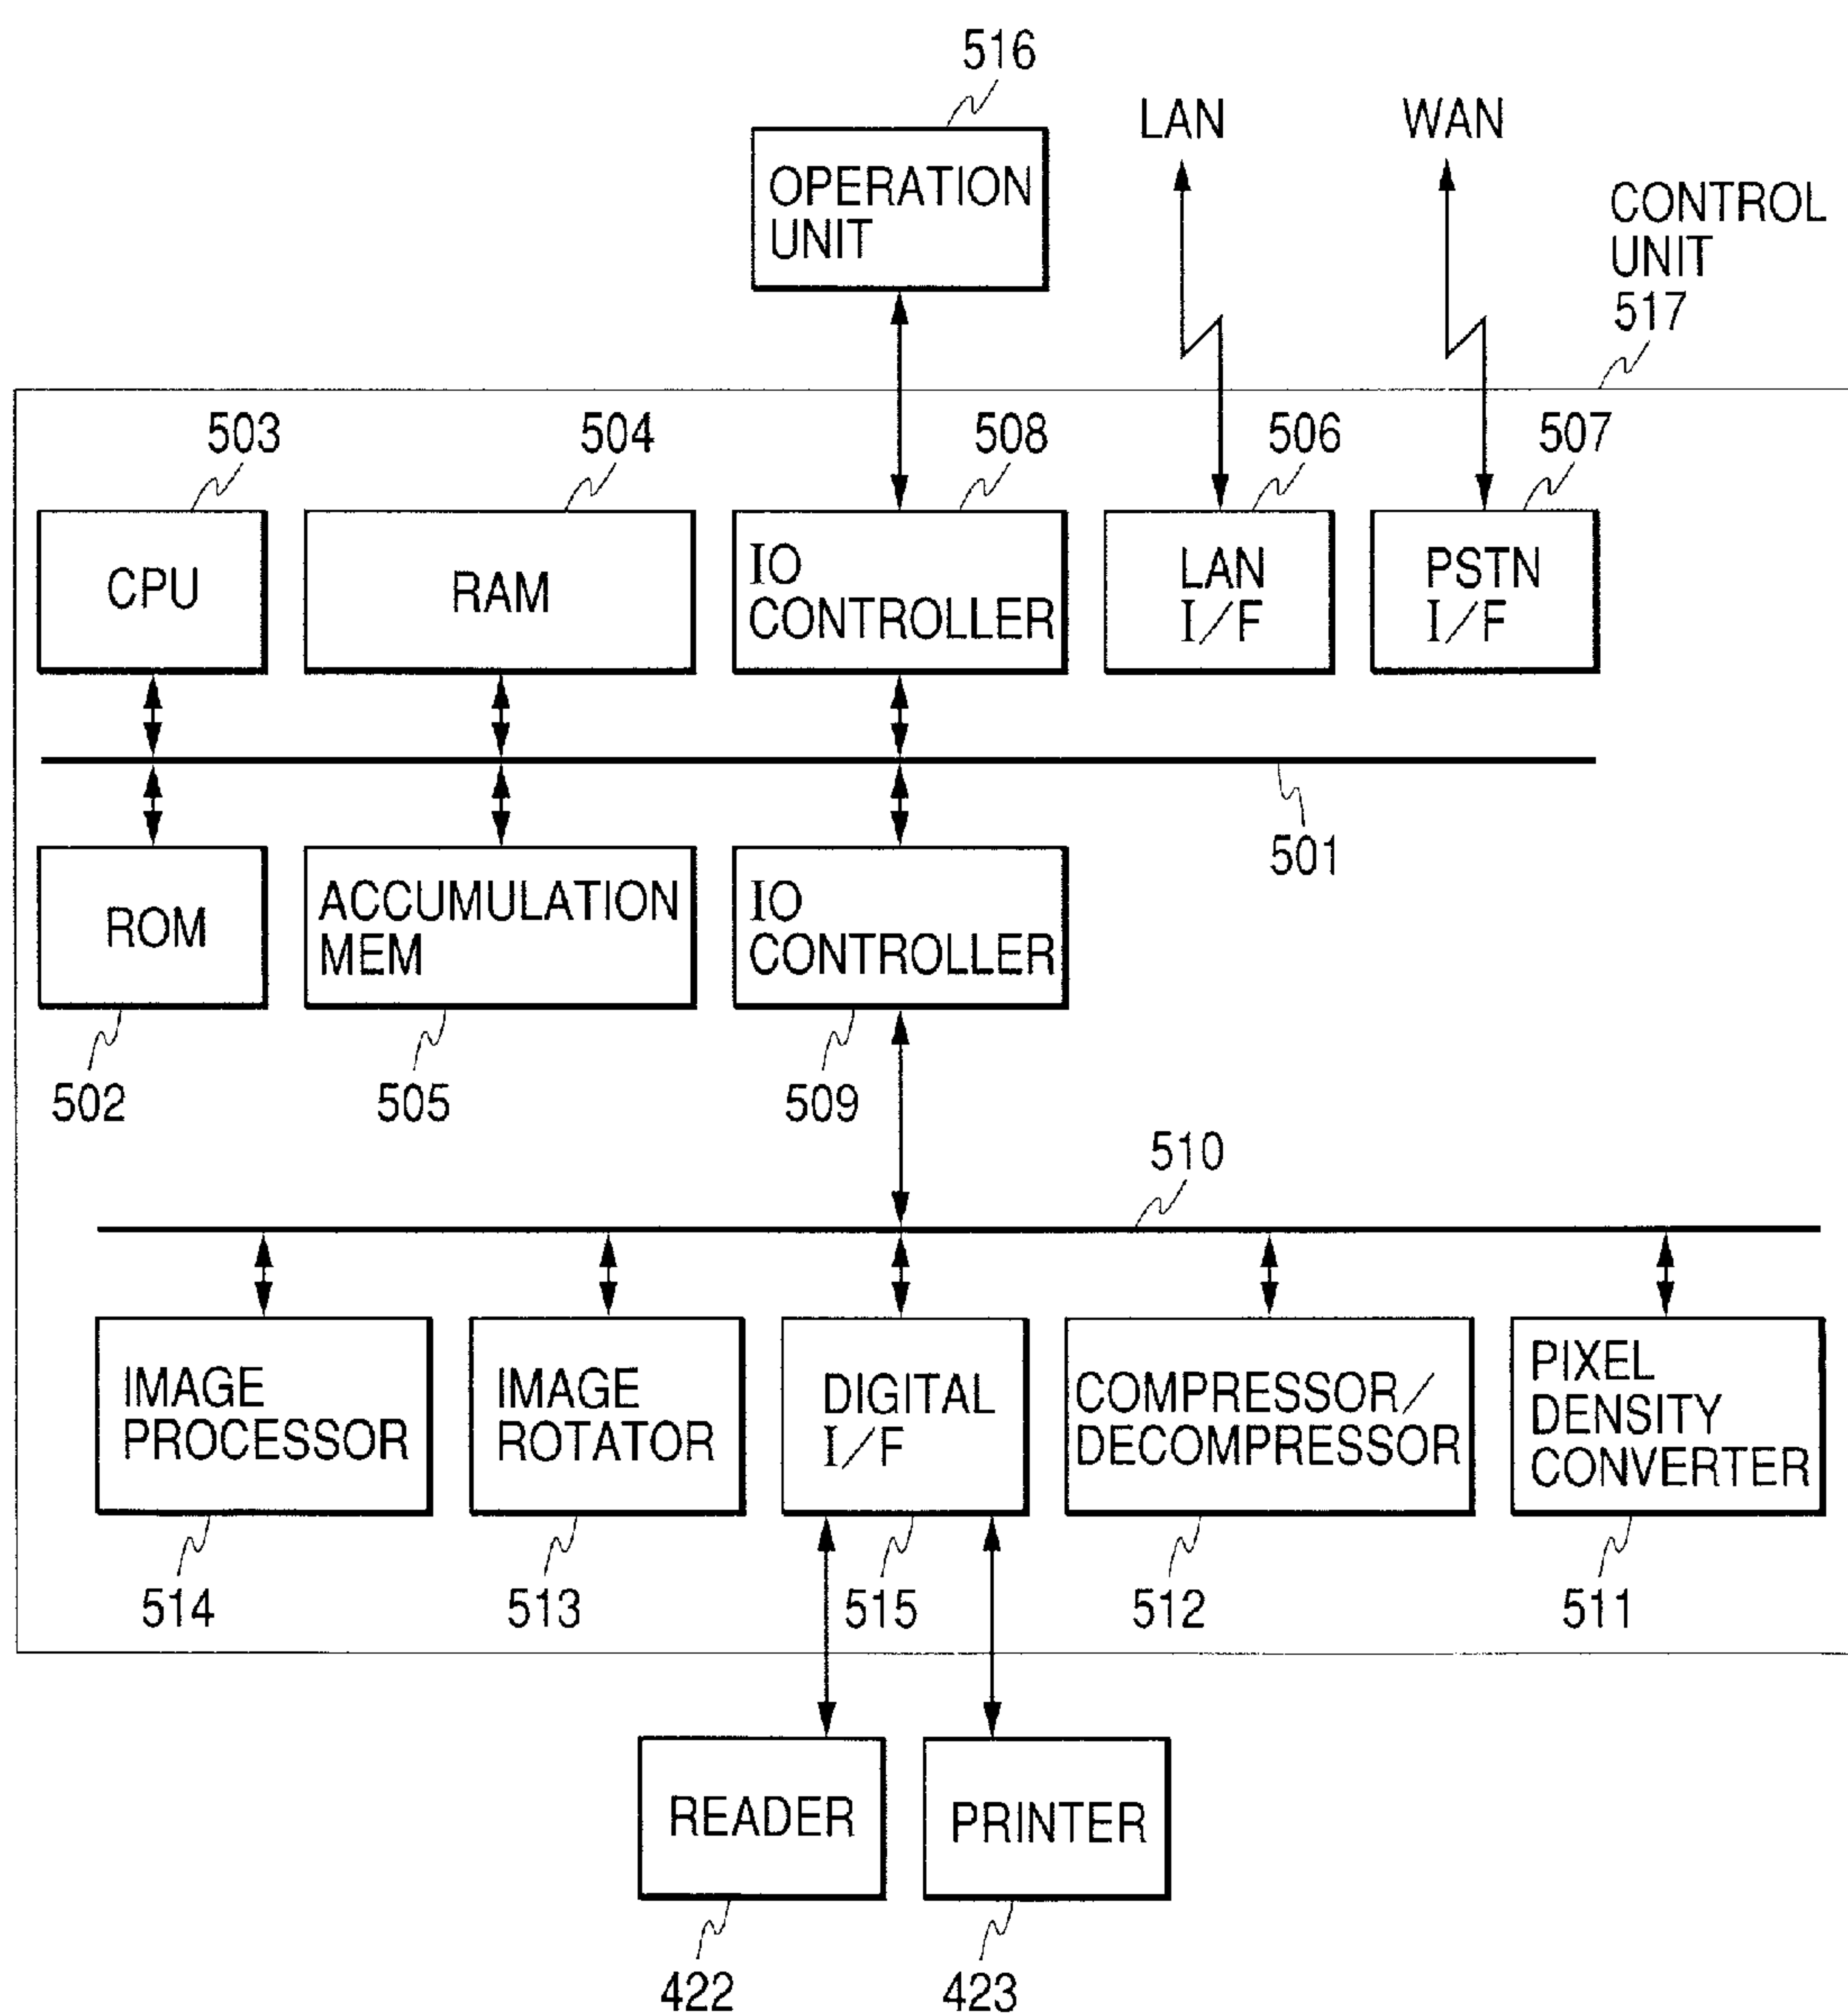 516
OPERATION
UNIT
LAN
WAN
CONTROL
UNIT
517
503
504
508
506
507
CPU
RAM
IO
CONTROLLER
LAN
I/F
PSTN
I/F
501
ROM
ACCUMULATION
MEM
IO
CONTROLLER
502
505
509
510
IMAGE
PROCESSOR
IMAGE
ROTATOR
DIGITAL
I/F
COMPRESSOR/
DECOMPRESSOR
PIXEL
DENSITY
CONVERTER
514
513
515
512
511
READER
PRINTER
422
423